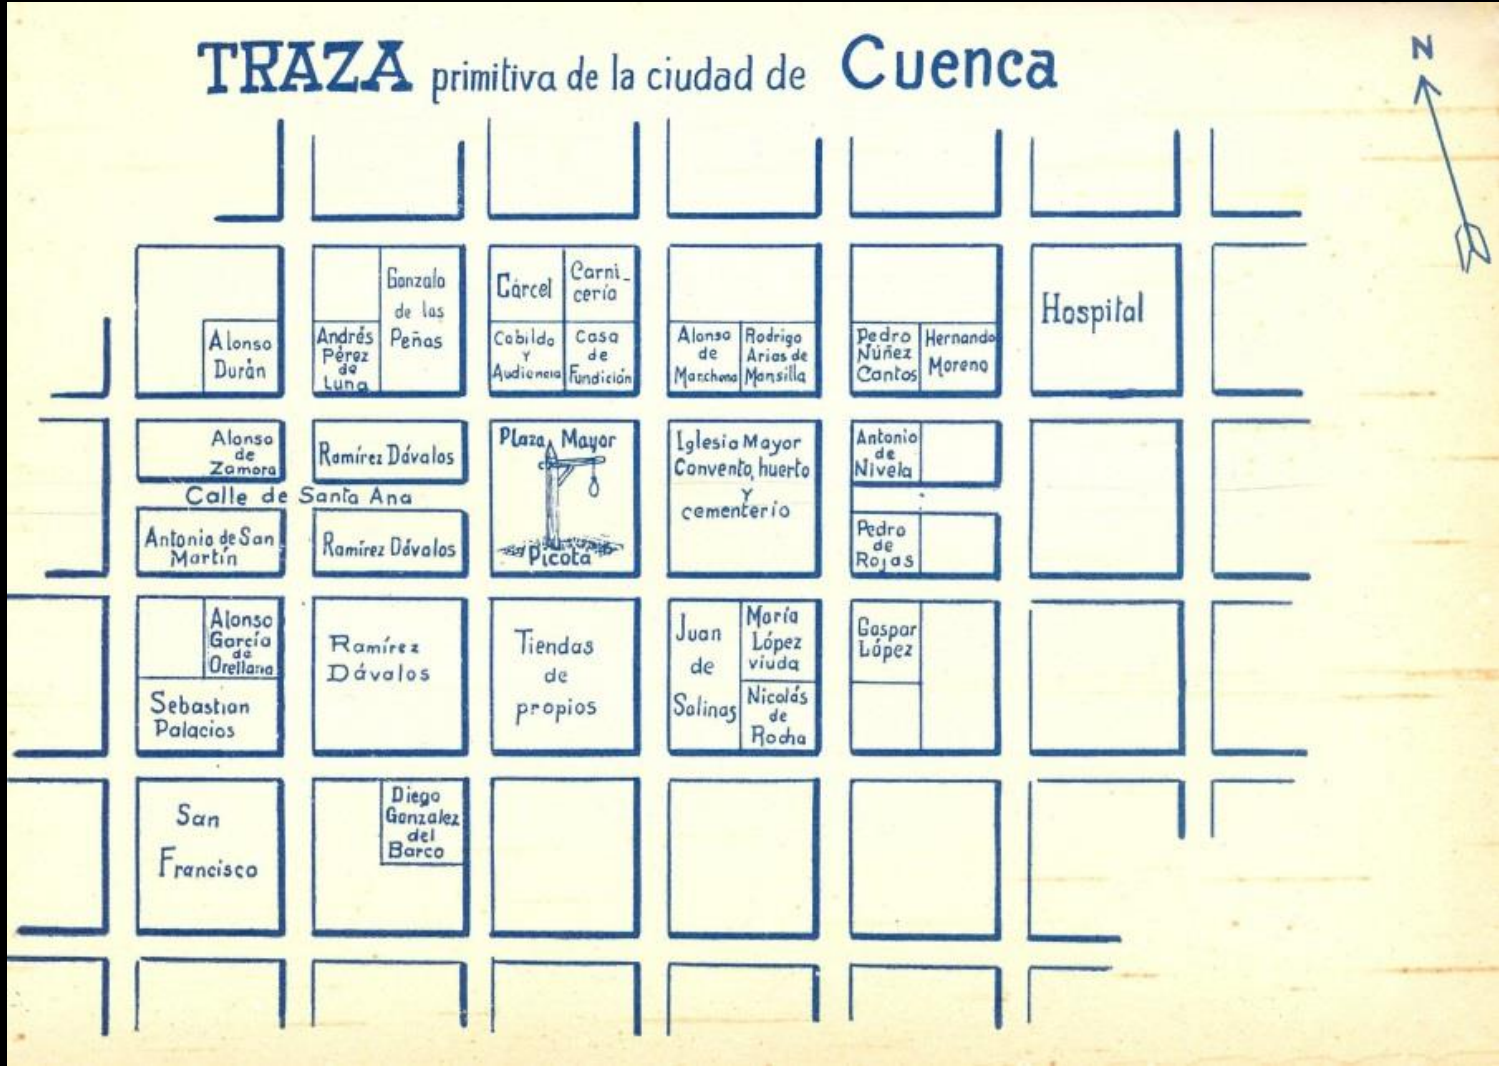 TRAZA primitiva de la ciudad de Cuenca
N
Alonso
Durán
Andrés
Pérez
de
Luna
Gonzalo
de las
Peñas
Cárcel
Carni_
cería
Cabildo
Y
Audiencia
Casa
de
Fundición
Alonso
de
Marchena
Rodrigo
Arias de
Mansilla
Pedro
Núñez
Cantos
Hernando
Moreno
Hospital
Alonso
de
Zamora
Ramírez Dávalos
Calle de Santa Ana
Antonio de San
Martín
Ramírez Dávalos
Plaza Mayor
Picota
Iglesia Mayor
Convento, huerto
y
cementerio
Antonio
de
Nivela
Pedro
de
Rojas
Alonso
García
de
Orellana
Sebastian
Palacios
Ramírez
Dávalos
Tiendas
de
propios
Juan
de
Salinas
María
López
viuda
Nicolás
de
Rocha
Gaspar
López
San
Francisco
Diego
Gonzalez
del
Barco